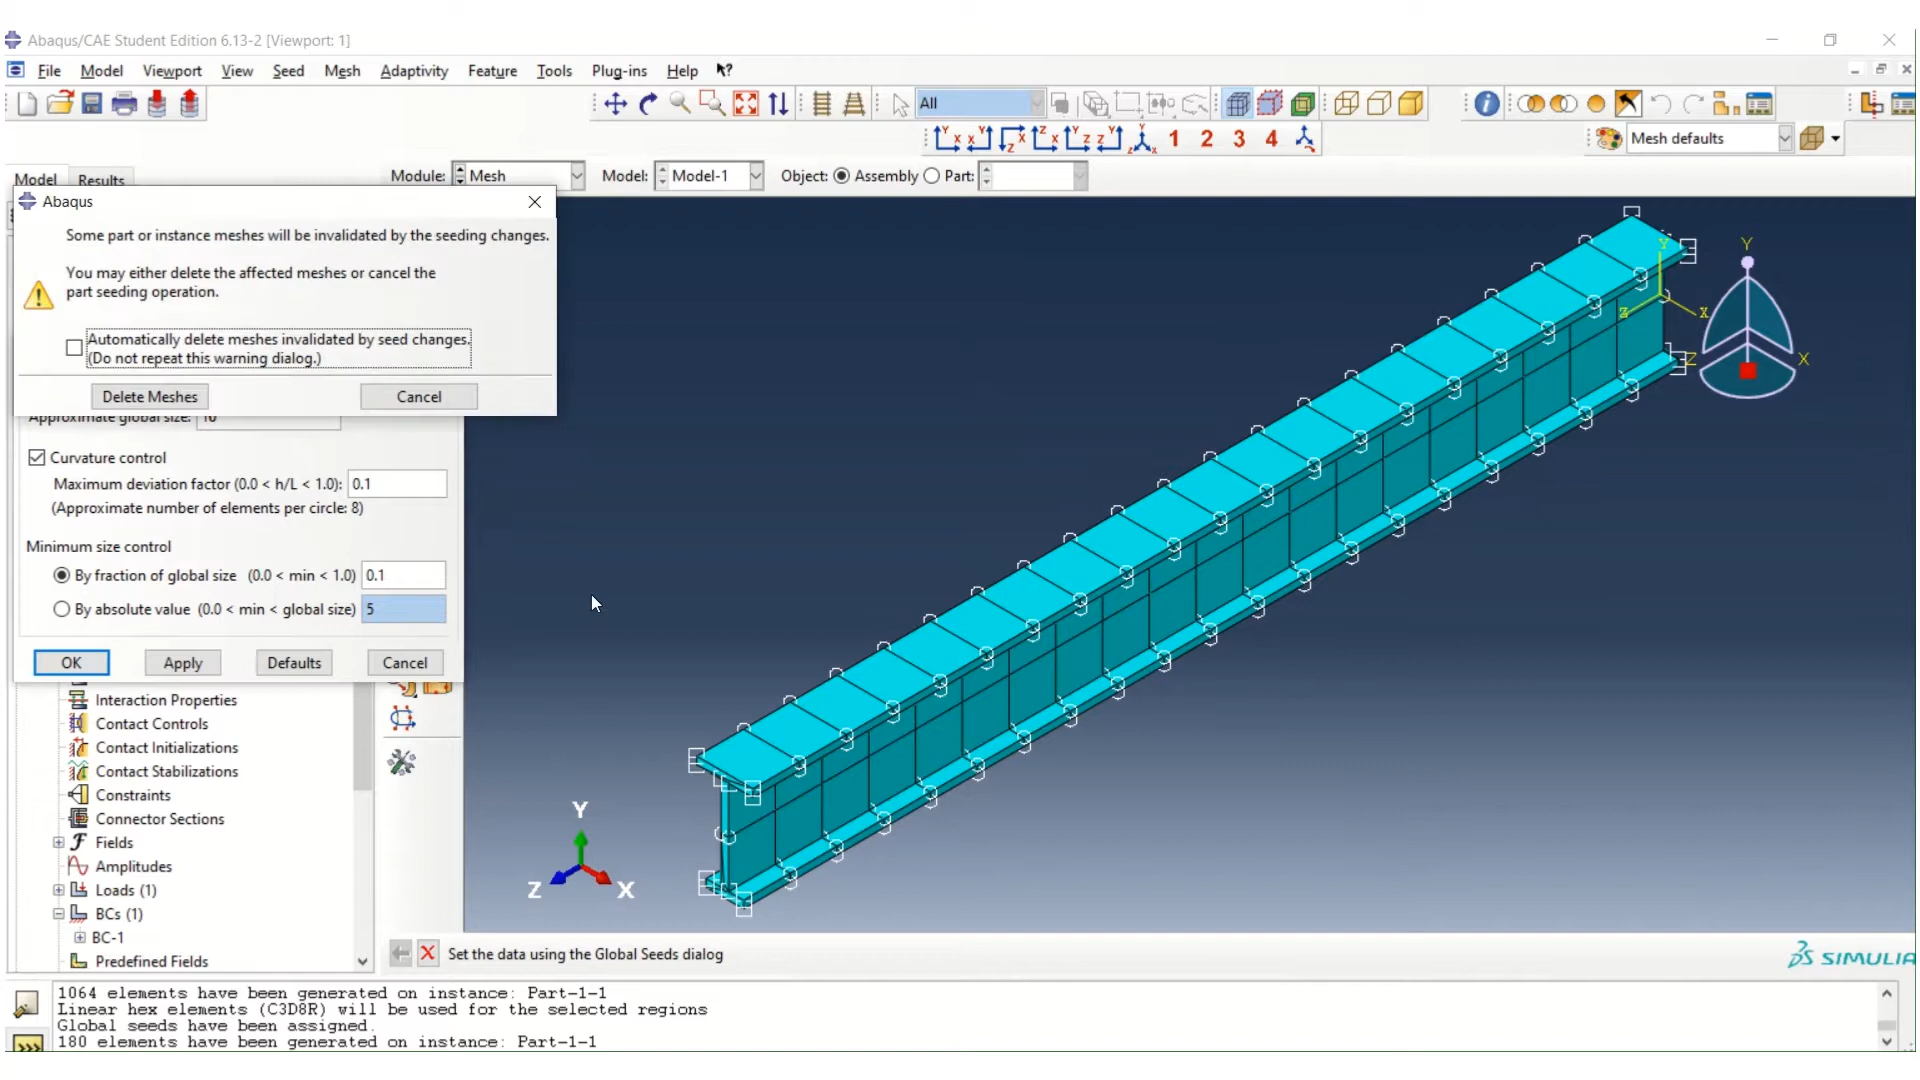 Abaqus/CAE Student Edition 6.13-2 [Viewport: 1]
File Model Viewport View Seed Mesh Adaptivity Feature Tools Plug-ins Help
All
1 2 3 4
Mesh defaults
Model Results
Module: Mesh Model: Model-1 Object: Assembly Part:
Abaqus
Some part or instance meshes will be invalidated by the seeding changes.
You may either delete the affected meshes or cancel the
part seeding operation.
Automatically delete meshes invalidated by seed changes.
(Do not repeat this warning dialog.)
Delete Meshes Cancel
Approximate global size: 10
Curvature control
Maximum deviation factor (0.0 < h/L < 1.0): 0.1
(Approximate number of elements per circle: 8)
Minimum size control
By fraction of global size (0.0 < min < 1.0) 0.1
By absolute value (0.0 < min < global size) 5
OK Apply Defaults Cancel
Interaction Properties
Contact Controls
Contact Initializations
Contact Stabilizations
Constraints
Connector Sections
Fields
Amplitudes
Loads (1)
BCs (1)
BC-1
Predefined Fields
Y
Z
X
Y
X
Z
Y
X
Z
Set the data using the Global Seeds dialog
SIMULIA
1064 elements have been generated on instance: Part-1-1
Linear hex elements (C3D8R) will be used for the selected regions
Global seeds have been assigned.
180 elements have been generated on instance: Part-1-1